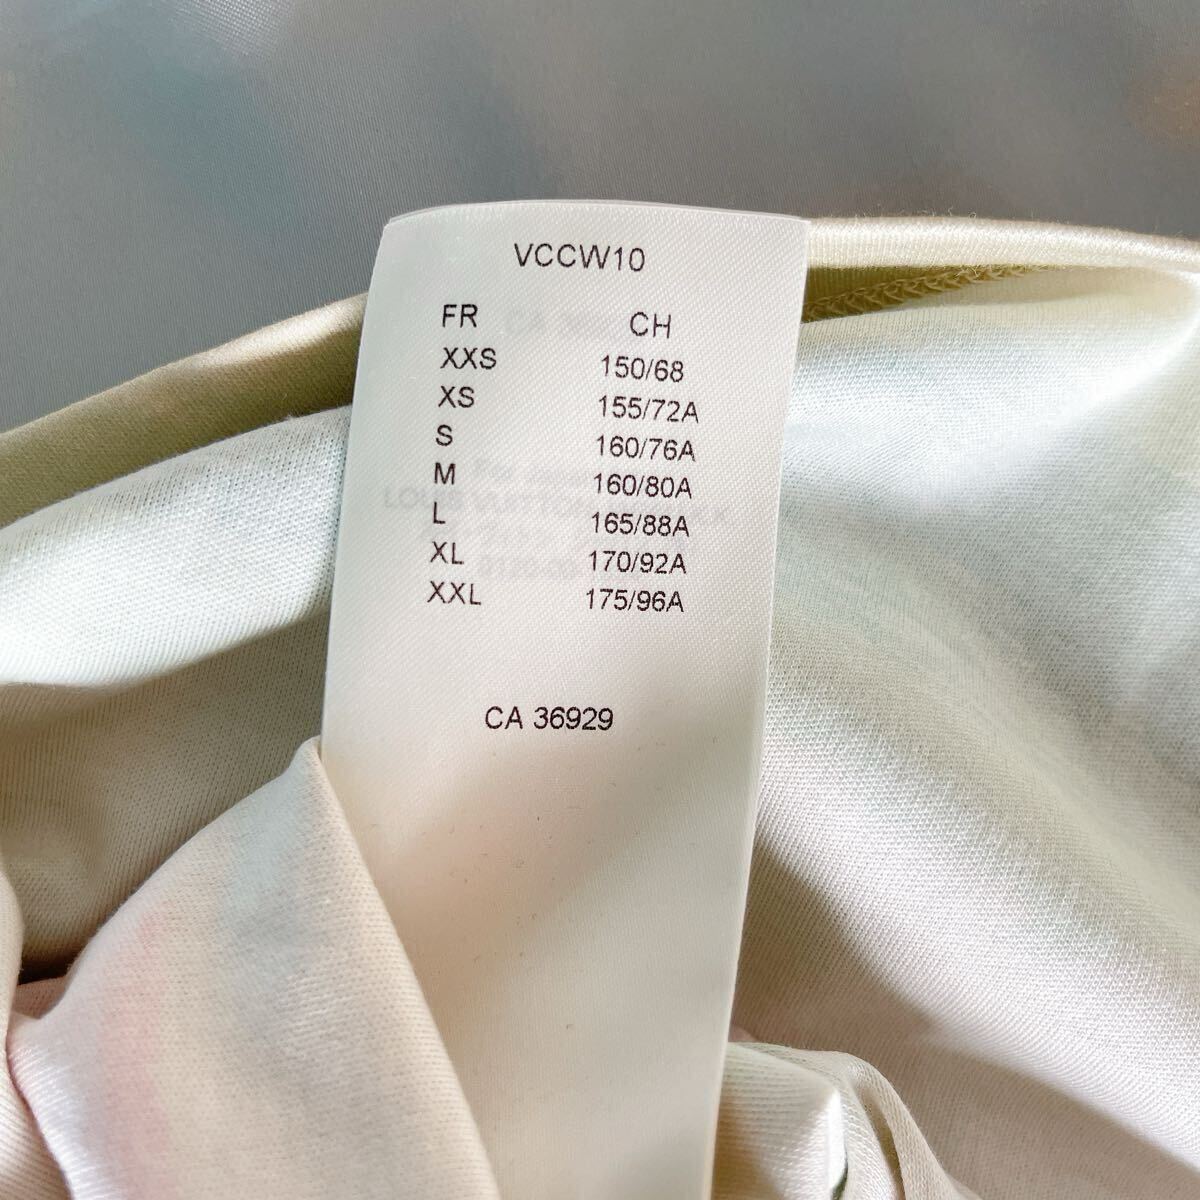 VCCW10
FR CH
XXS 150/68
XS 155/72A
S 160/76A
M 160/80A
L 165/88A
XL 170/92A
XXL 175/96A
CA 36929